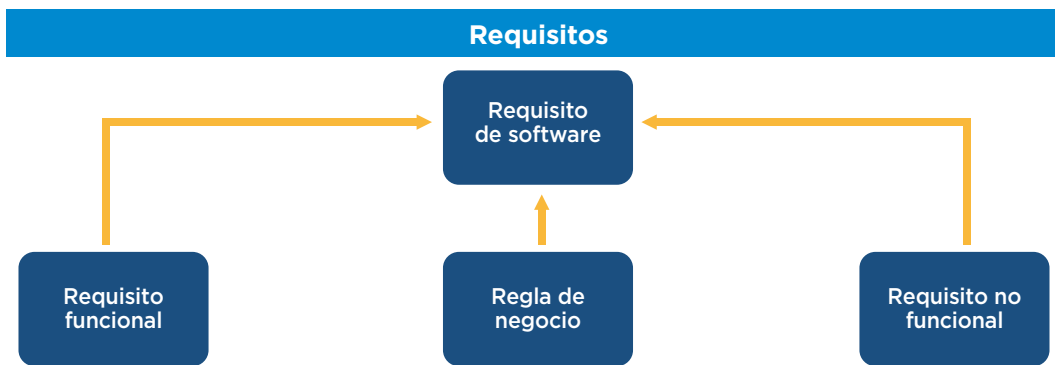 Requisitos
Requisito
de software
Requisito
funcional
Regla de
negocio
Requisito no
funcional